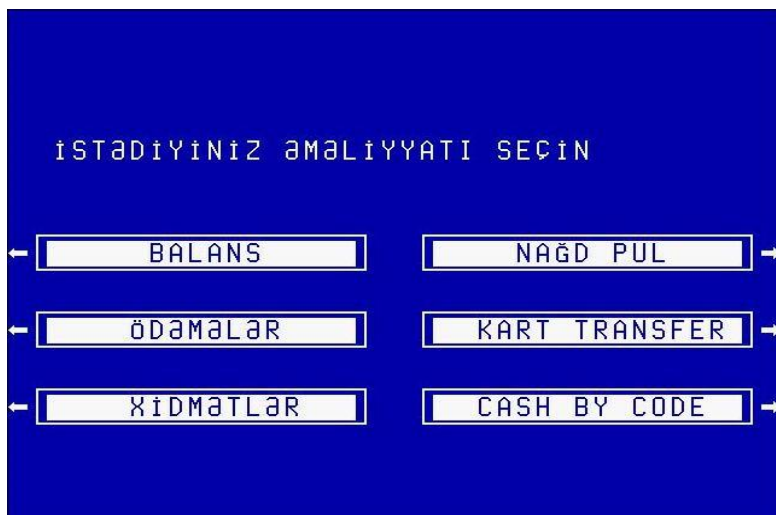 İSTƏDİYİNİZ ƏMƏLİYYATI SEÇİN
BALANS
NAĞD PUL
ÖDƏMƏLƏR
KART TRANSFER
XİDMƏTLƏR
CASH BY CODE